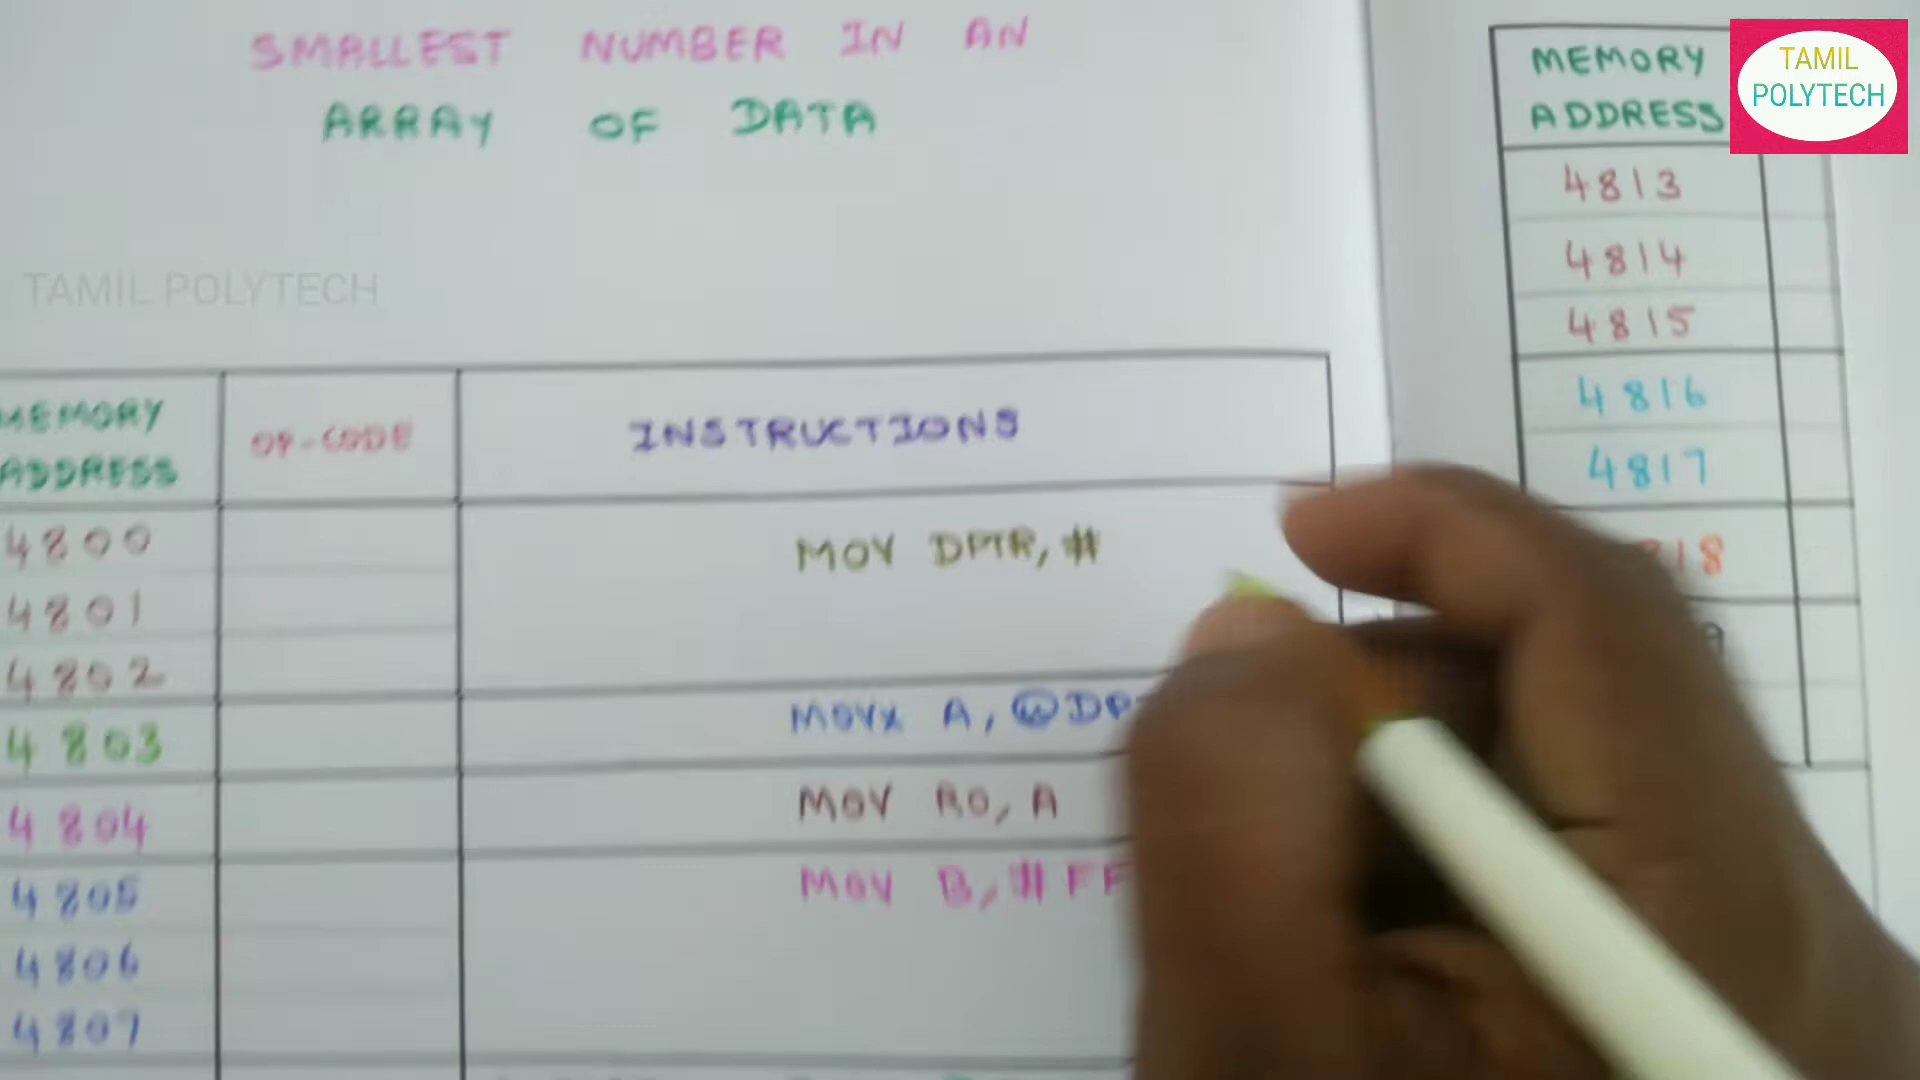 SMALLEST NUMBER IN AN
ARRAY OF DATA
TAMIL POLYTECH
MEMORY ADDRESS
OP-CODE
INSTRUCTIONS
4800
MOV DPTR, #
4801
4802
4803
MOVX A, @DPT
4804
MOV R0, A
4805
MOV B, #FF
4806
4807
MEMORY
ADDRESS
4813
4814
4815
4816
4817
818
TAMIL
POLYTECH